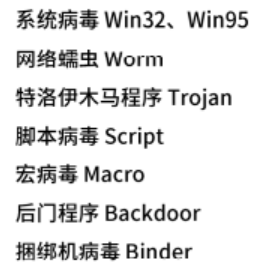 系统病毒 Win32、Win95
网络蠕虫 Worm
特洛伊木马程序 Trojan
脚本病毒 Script
宏病毒 Macro
后门程序 Backdoor
捆绑机病毒 Binder